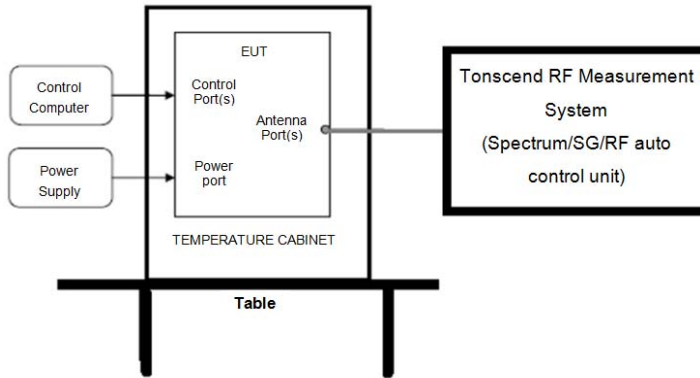 EUT
Control
Computer
Control
Port(s)
Antenna
Port(s)
Power
Supply
Power
port
TEMPERATURE CABINET
Table
Tonscend RF Measurement
System
(Spectrum/SG/RF auto
control unit)